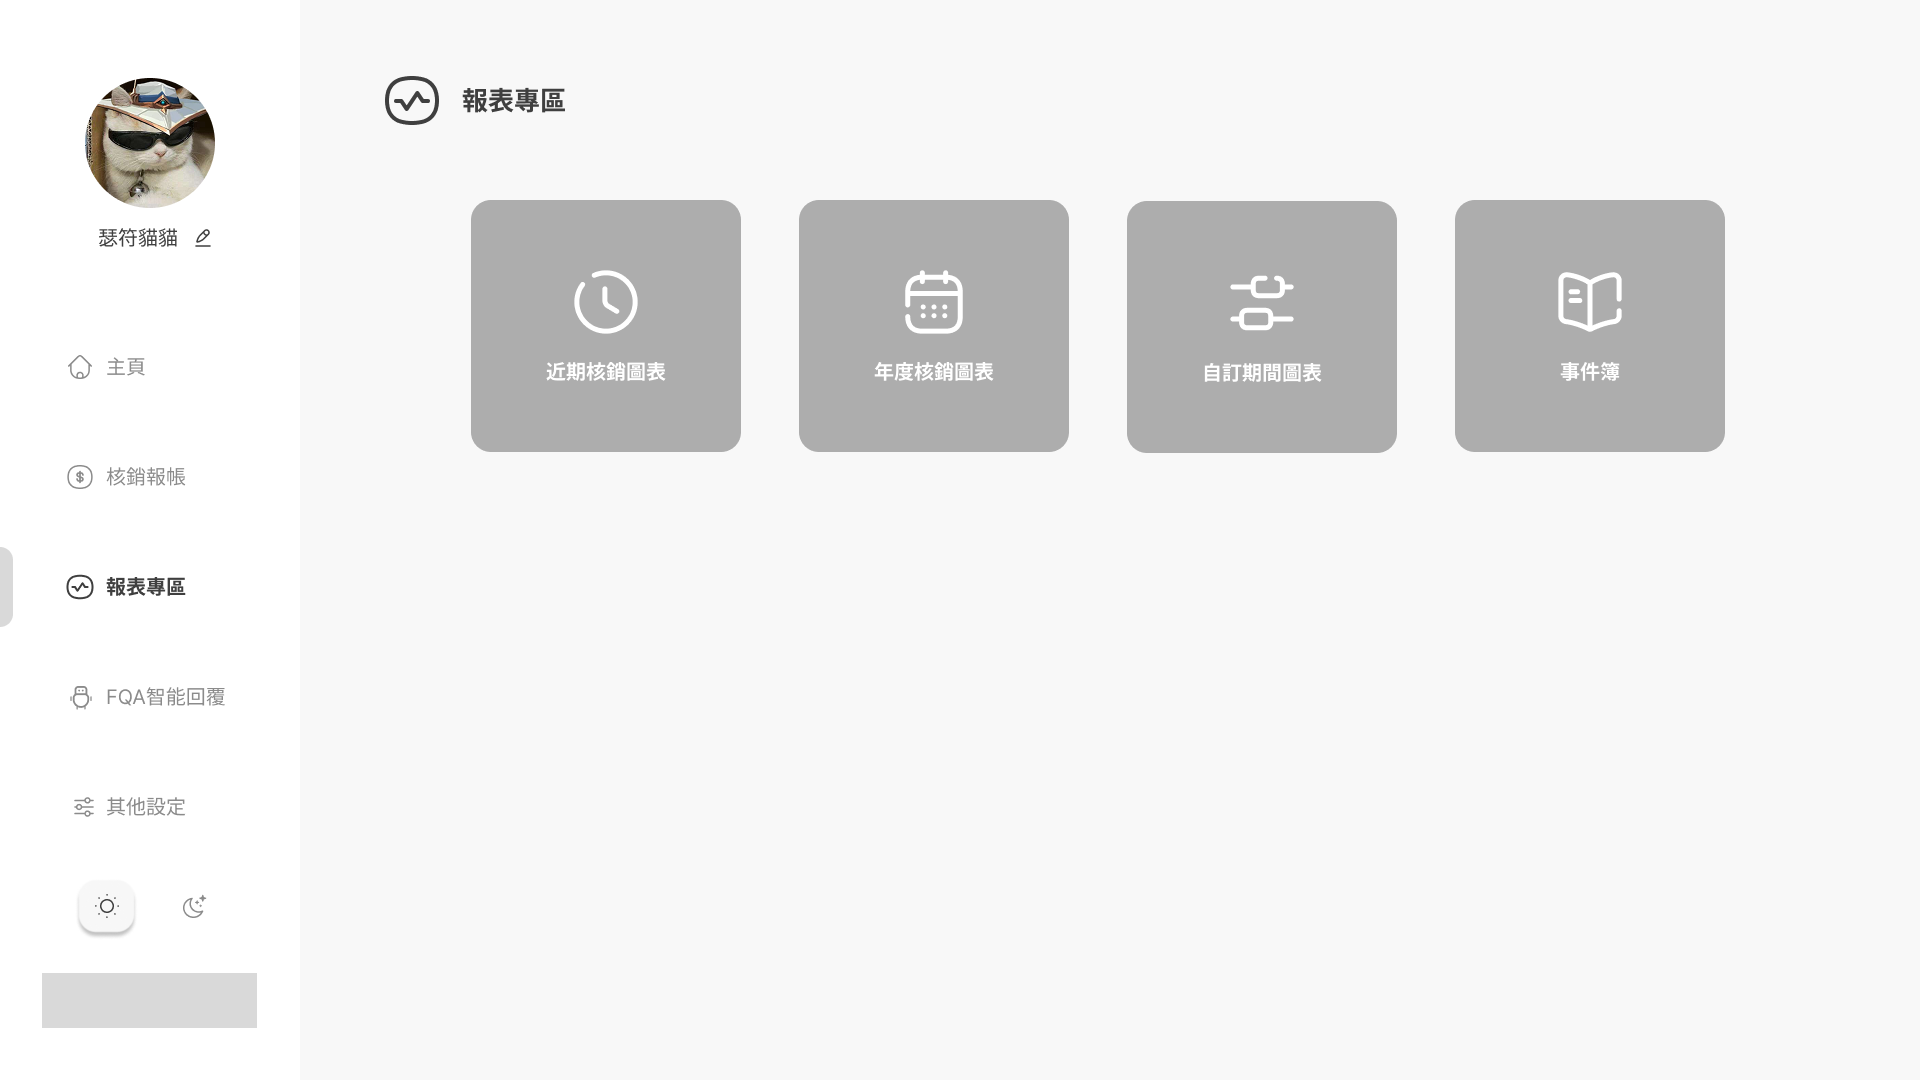 瑟符貓貓
主頁
核銷報帳
報表專區
FQA智能回覆
其他設定
報表專區
近期核銷圖表
年度核銷圖表
自訂期間圖表
事件簿